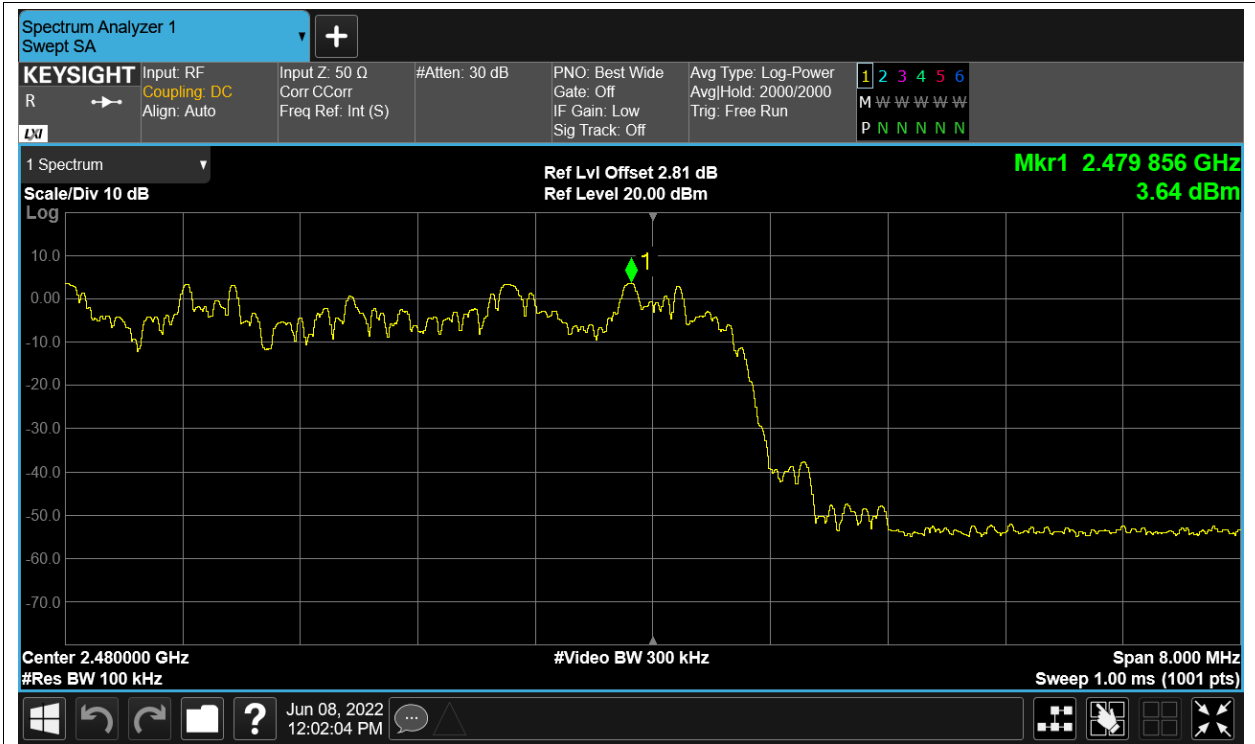 Spectrum Analyzer 1
Swept SA
KEYSIGHT
R
LXI
Input: RF
Coupling: DC
Align: Auto
Input Z: 50 Ω
Corr CCorr
Freq Ref: Int (S)
#Atten: 30 dB
PNO: Best Wide
Gate: Off
IF Gain: Low
Sig Track: Off
Avg Type: Log-Power
Avg|Hold: 2000/2000
Trig: Free Run
1 2 3 4 5 6
M W W W W W
P N N N N N
1 Spectrum
Scale/Div 10 dB
Ref Lvl Offset 2.81 dB
Ref Level 20.00 dBm
Mkr1 2.479 856 GHz
3.64 dBm
Log
1
10.0
0.00
-10.0
-20.0
-30.0
-40.0
-50.0
-60.0
-70.0
Center 2.480000 GHz
#Res BW 100 kHz
#Video BW 300 kHz
Span 8.000 MHz
Sweep 1.00 ms (1001 pts)
?
Jun 08, 2022
12:02:04 PM